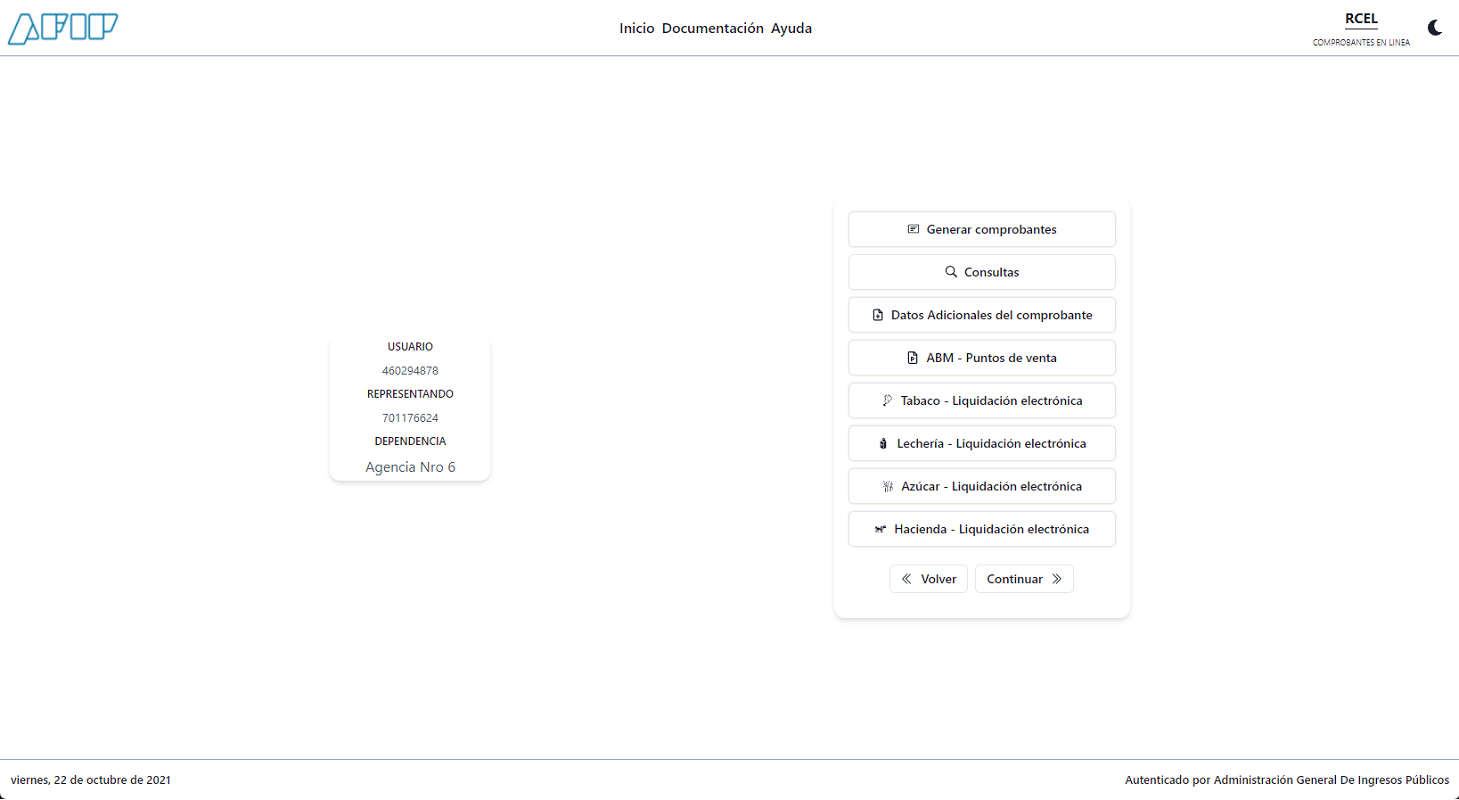 AFIP
Inicio Documentación Ayuda
RCEL
COMPROBANTES EN LINEA
USUARIO
460294878
REPRESENTANDO
701176624
DEPENDENCIA
Agencia Nro 6
Generar comprobantes
Consultas
Datos Adicionales del comprobante
ABM - Puntos de venta
Tabaco - Liquidación electrónica
Lechería - Liquidación electrónica
Azúcar - Liquidación electrónica
Hacienda - Liquidación electrónica
Volver Continuar
viernes, 22 de octubre de 2021
Autenticado por Administración General De Ingresos Públicos